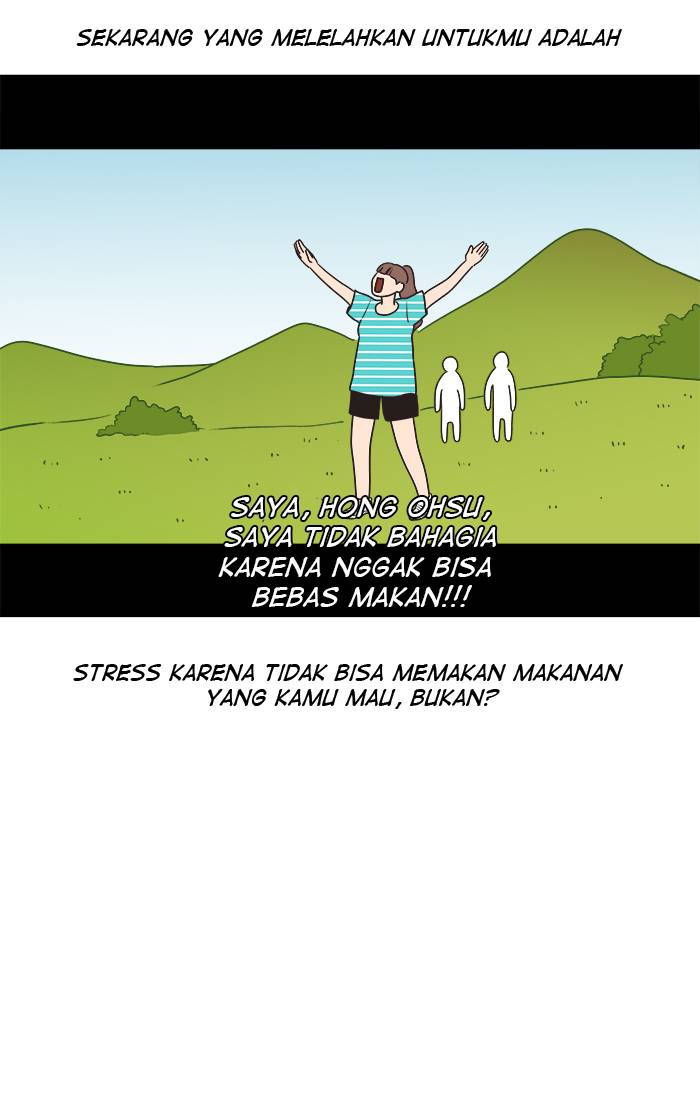 SEKARANG YANG MELELAHKAN UNTUKMU ADALAH
SAYA, HONG OHSU,
SAYA TIDAK BAHAGIA
KARENA NGGAK BISA
BEBAS MAKAN!!!
STRESS KARENA TIDAK BISA MEMAKAN MAKANAN
YANG KAMU MAU, BUKAN?